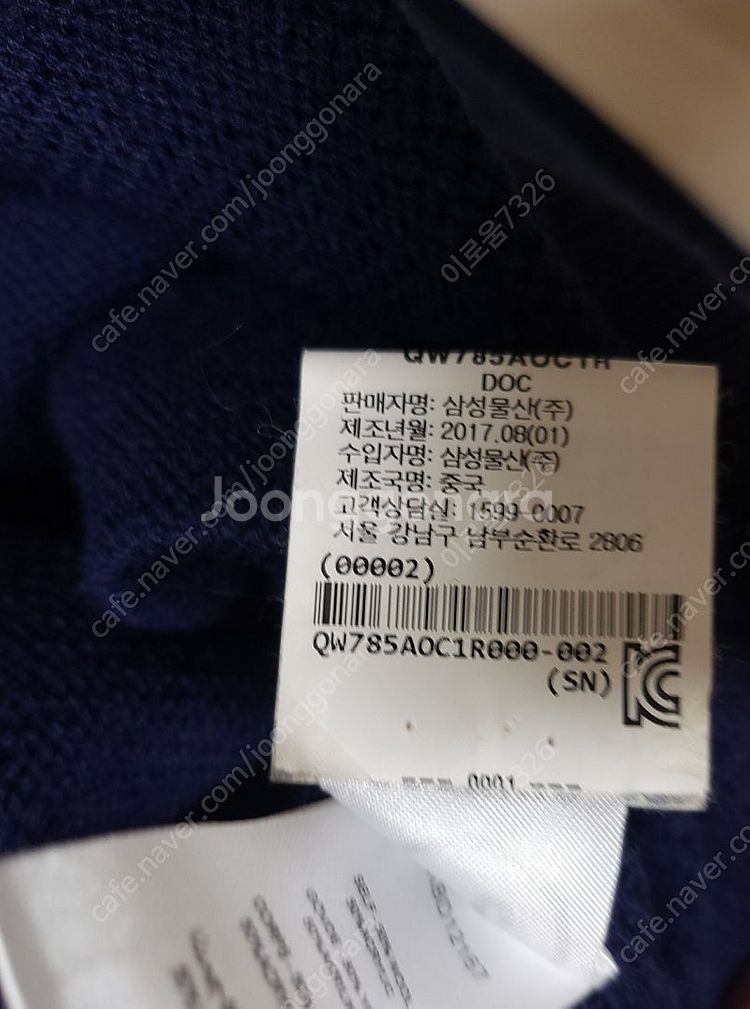 QW785AOC1R
DOC
판매자명: 삼성물산(주)
제조년월: 2017.08(01)
수입자명: 삼성물산(주)
제조국명: 중국
고객상담실: 1599-0007
서울 강남구 남부순환로 2806
(00002)
QW785AOC1R000-002
(SN)
--- 0001 ---
Joonggonara
cafe.naver.com/joonggonara
이로움7326